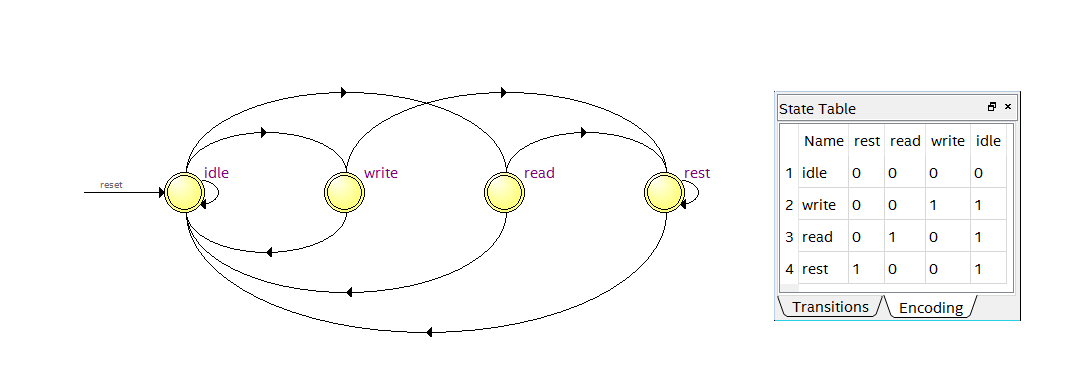 reset
idle
write
read
rest
State Table
Name rest read write idle
1 idle 0 0 0 0
2 write 0 0 1 1
3 read 0 1 0 1
4 rest 1 0 0 1
Transitions Encoding